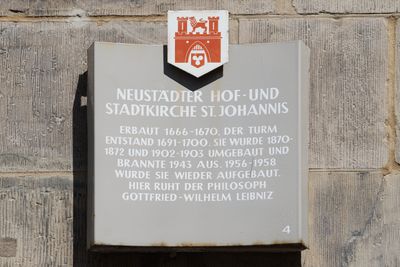 NEUSTÄDTER HOF- UND
STADTKIRCHE ST. JOHANNIS
ERBAUT 1666-1670, DER TURM
ENTSTAND 1691-1700. SIE WURDE 1870-
1872 UND 1902-1903 UMGEBAUT UND
BRANNTE 1943 AUS. 1956-1958
WURDE SIE WIEDER AUFGEBAUT.
HIER RUHT DER PHILOSOPH
GOTTFRIED-WILHELM LEIBNIZ
4